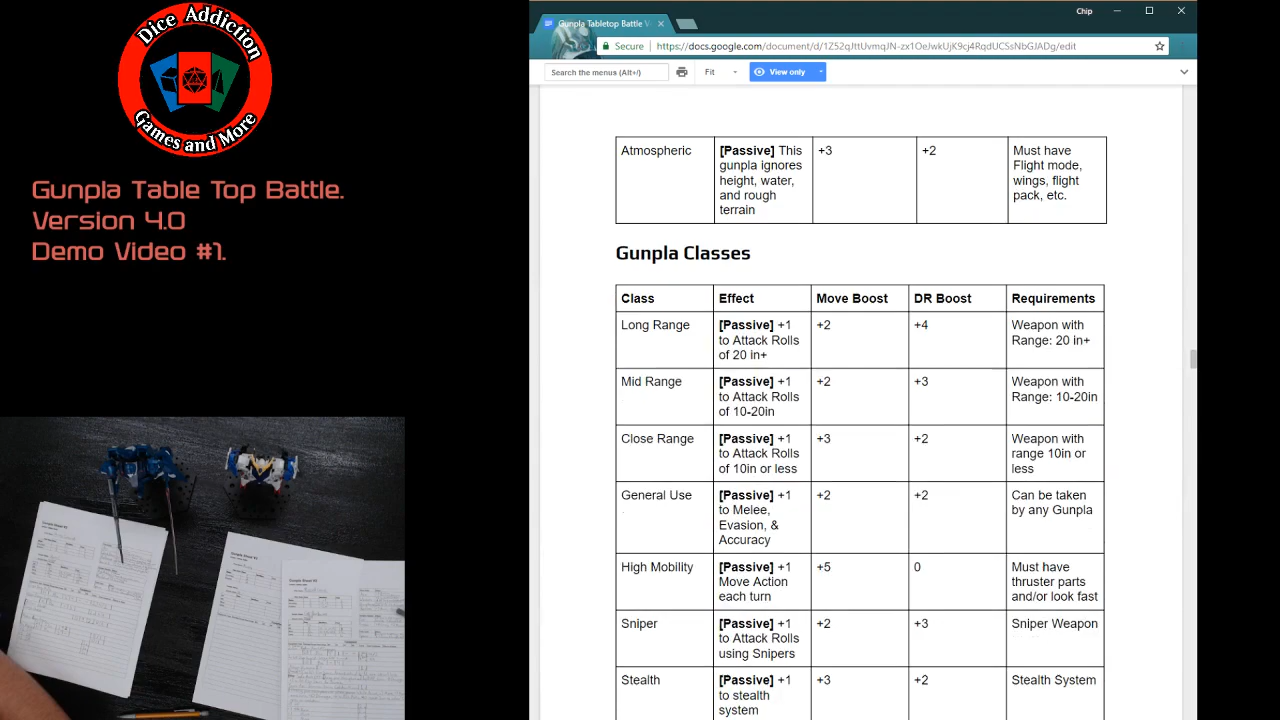 Dice Addiction
Games and More
Gunpla Table Top Battle.
Version 4.0
Demo Video #1.
Chip
Gunpla Tabletop Battle V
Secure
https://docs.google.com/document/d/1Z52qJttUvmqJN-zx1OeJwkUjK9cj4RqdUCSsNbGJADg/edit
Search the menus (Alt+/)
Fit
View only
Atmospheric
[Passive] This
gunpla ignores
height, water,
and rough
terrain
+3
+2
Must have
Flight mode,
wings, flight
pack, etc.
Gunpla Classes
Class
Effect
Move Boost
DR Boost
Requirements
Long Range
[Passive] +1
to Attack Rolls
of 20 in+
+2
+4
Weapon with
Range: 20 in+
Mid Range
[Passive] +1
to Attack Rolls
of 10-20in
+2
+3
Weapon with
Range: 10-20in
Close Range
[Passive] +1
to Attack Rolls
of 10in or less
+3
+2
Weapon with
range 10in or
less
General Use
[Passive] +1
to Melee,
Evasion, &
Accuracy
+2
+2
Can be taken
by any Gunpla
High Mobility
[Passive] +1
Move Action
each turn
+5
0
Must have
thruster parts
and/or look fast
Sniper
[Passive] +1
to Attack Rolls
using Snipers
+2
+3
Sniper Weapon
Stealth
[Passive] +1
to stealth
system
+3
+2
Stealth System